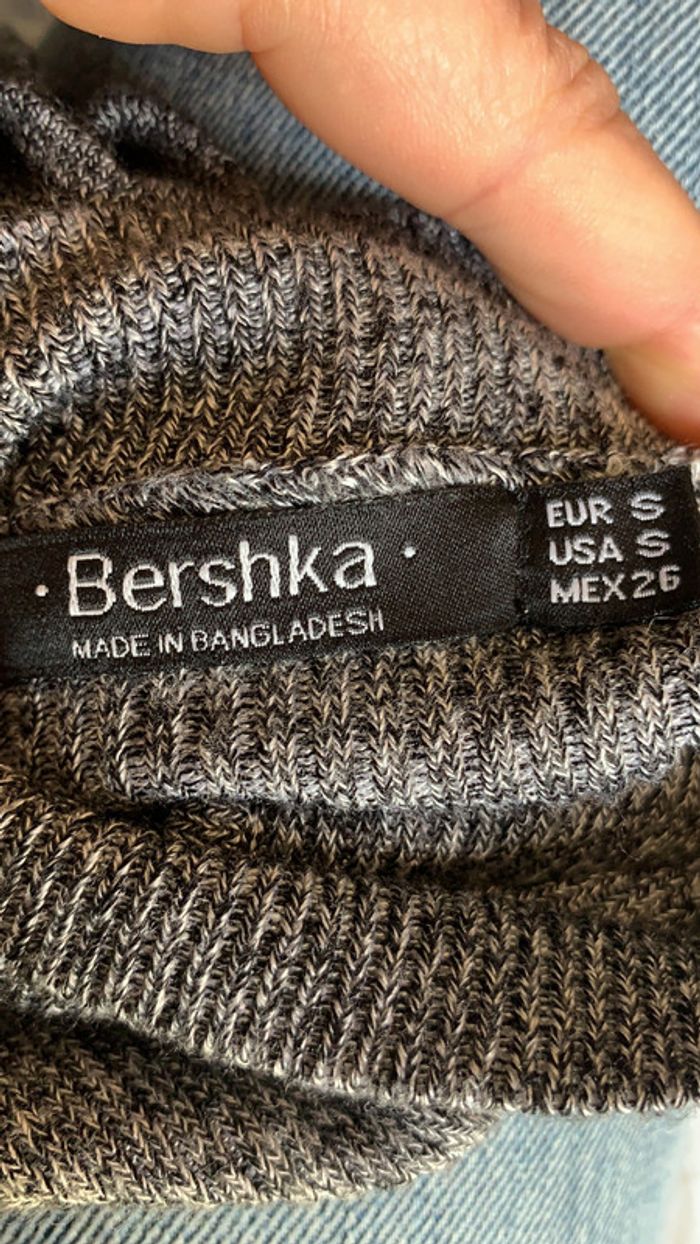 · Bershka ·
MADE IN BANGLADESH
EUR S
USA S
MEX 26